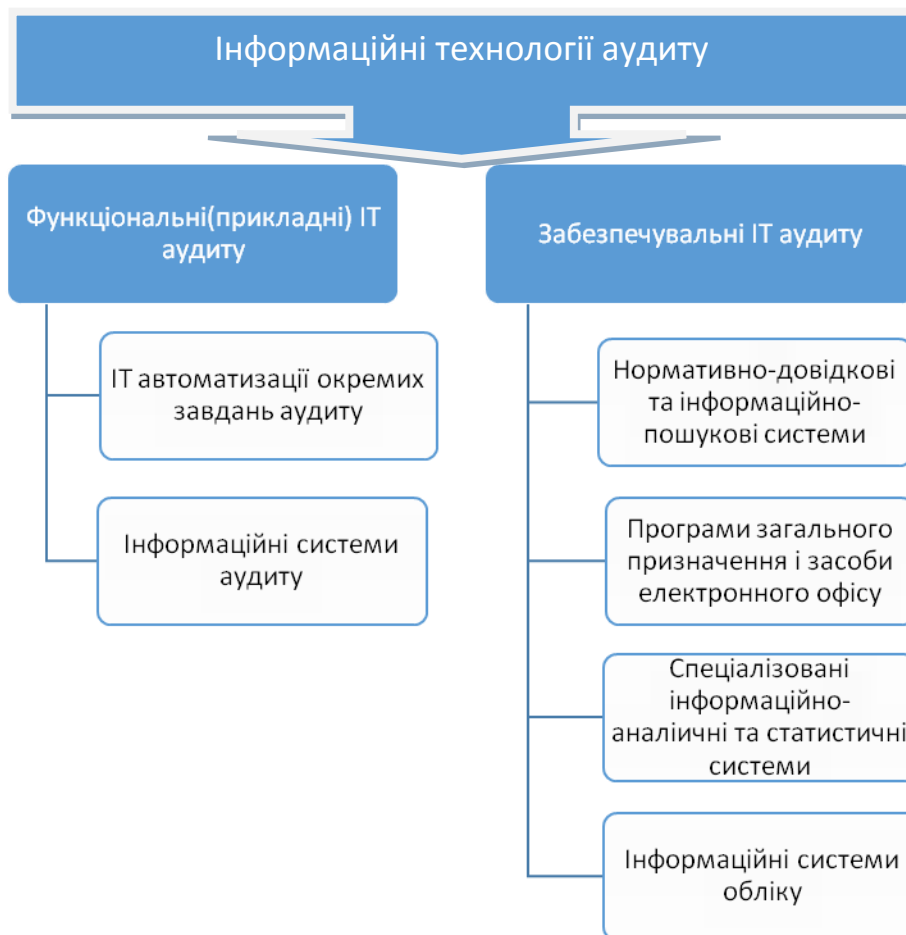 Інформаційні технології аудиту
Функціональні(прикладні) ІТ
аудиту
ІТ автоматизації окремих
завдань аудиту
Інформаційні системи
аудиту
Забезпечувальні ІТ аудиту
Нормативно-довідкові
та інформаційно-
пошукові системи
Програми загального
призначення і засоби
електронного офісу
Спеціалізовані
інформаційно-
аналіичні та статистичні
системи
Інформаційні системи
обліку